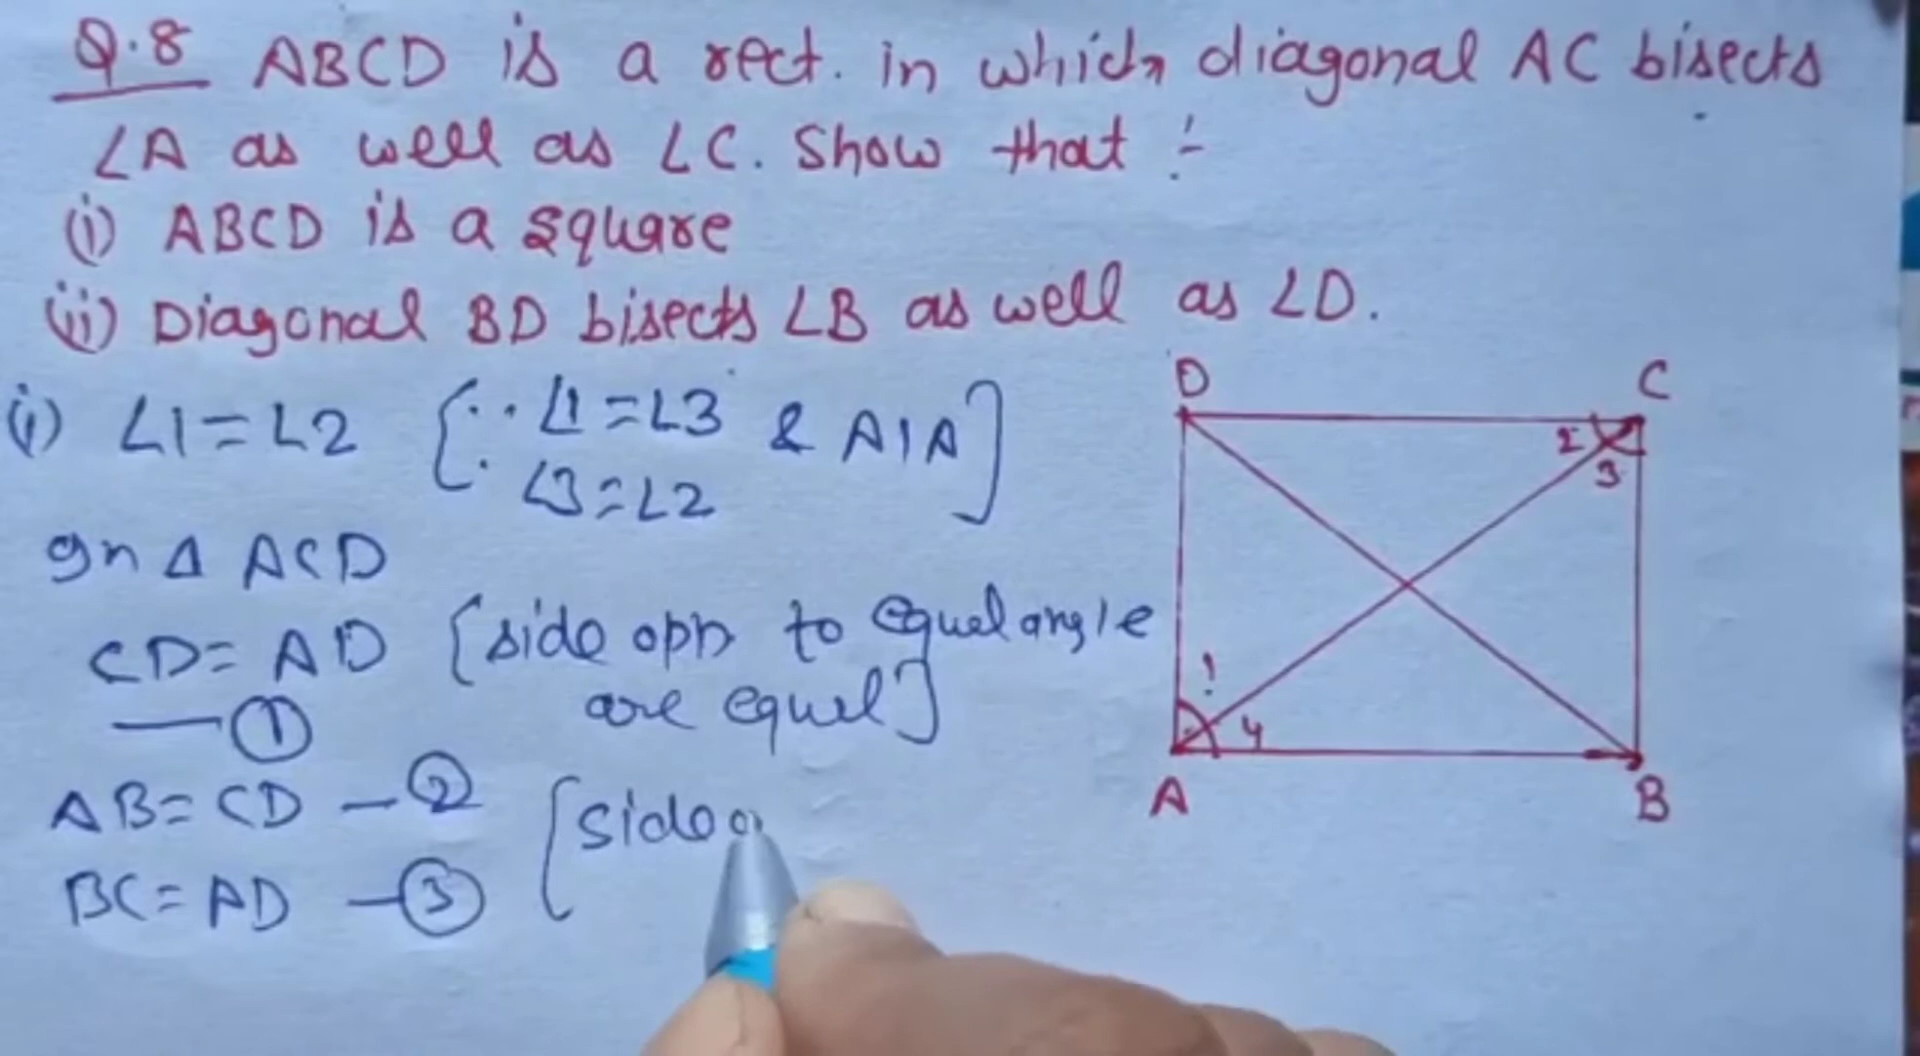 Q.8 ABCD is a rect. in which diagonal AC bisects
∠A as well as ∠C. Show that :-
(i) ABCD is a square
(ii) Diagonal BD bisects ∠B as well as ∠D.
(i) ∠1=∠2 [∵ ∠1=∠3 & AIA]
∠3=∠2
In Δ ACD
CD=AD [side opp to equal angle
are equal]
—①
AB=CD —②
BC=AD —③
[side o
D
C
2
3
1
4
A
B